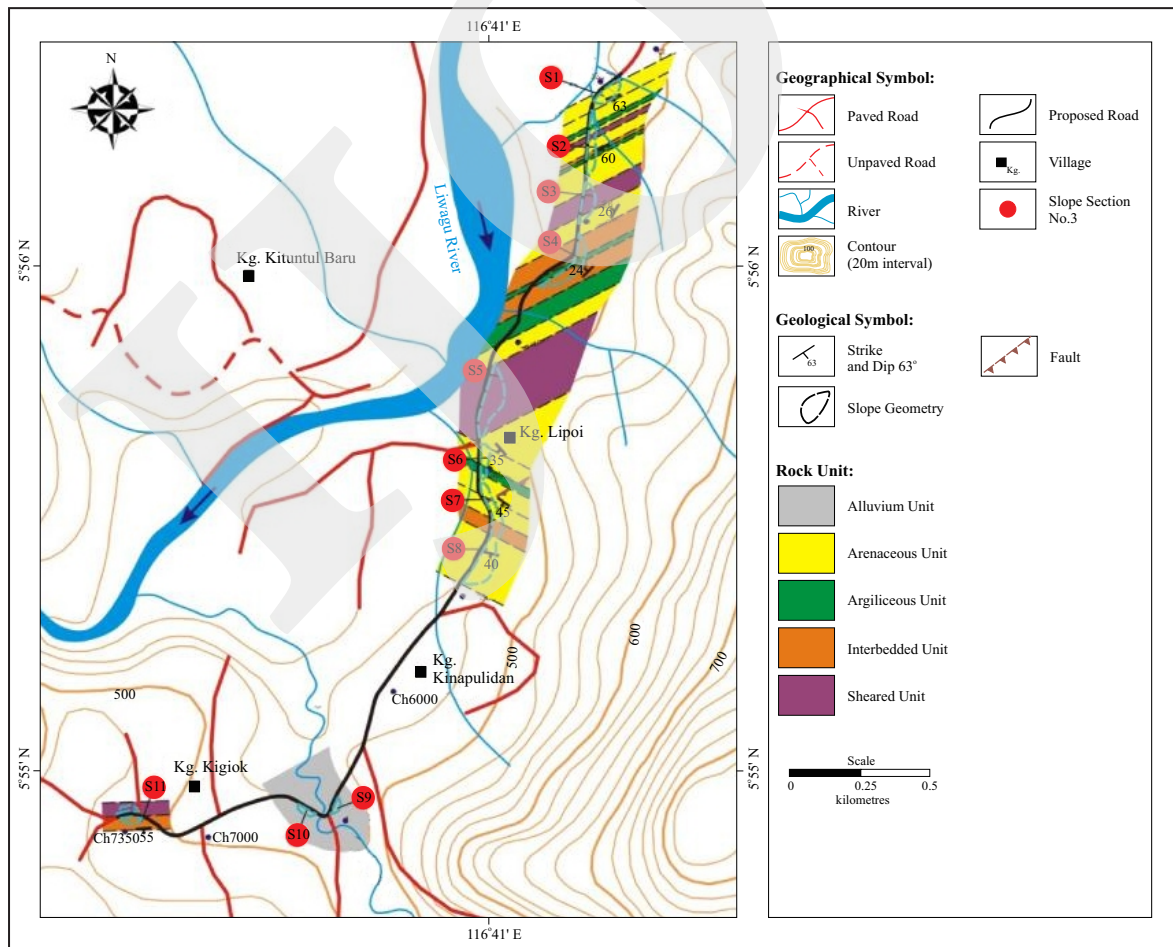 116°41' E
N
S1
63
S2
60
S3
26
S4
24
Liwagu River
5°56' N
5°56' N
Kg. Kituntul Baru
S5
Kg. Lipoi
S6
35
S7
45
S8
40
Kg.
Kinapulidan
Ch6000
500
600
700
500
5°55' N
5°55' N
Kg. Kigiok
S11
S9
S10
Ch735055
Ch7000
116°41' E
Geographical Symbol:
Paved Road
Proposed Road
Unpaved Road
Kg.
Village
River
Slope Section
No.3
100
Contour
(20m interval)
Geological Symbol:
63
Strike
and Dip 63°
Fault
Slope Geometry
Rock Unit:
Alluvium Unit
Arenaceous Unit
Argiliceous Unit
Interbedded Unit
Sheared Unit
Scale
0 0.25 0.5
kilometres